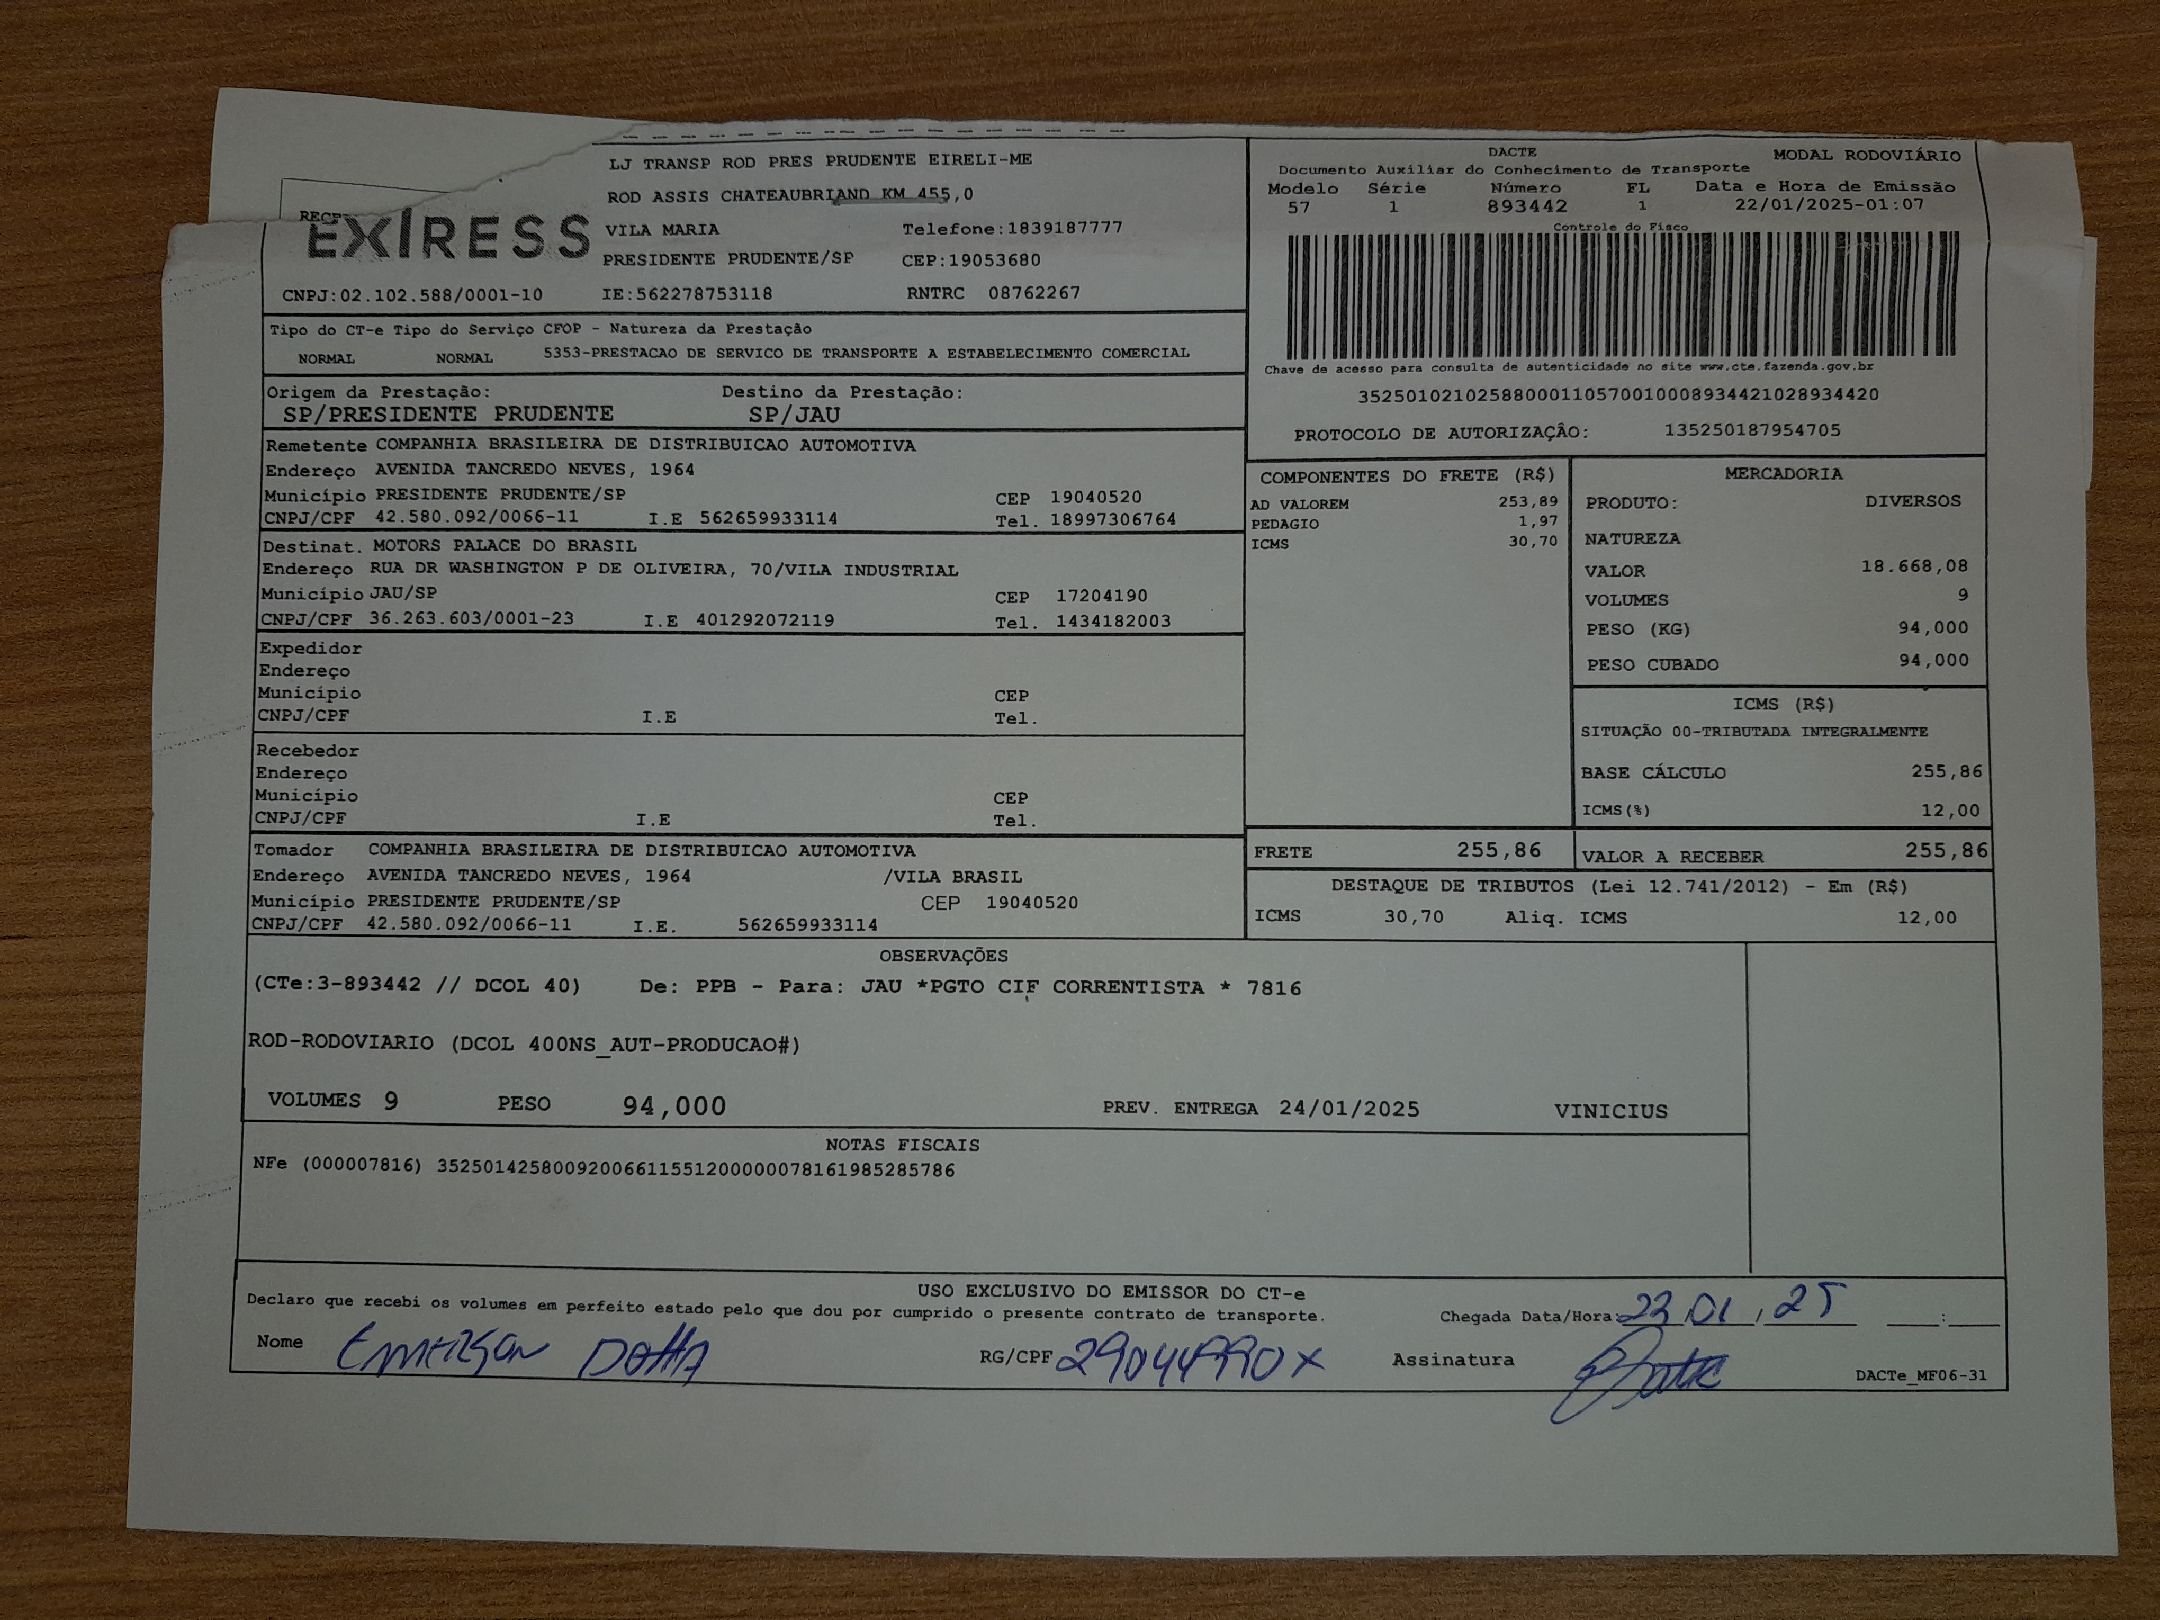 LJ TRANSP ROD PRES PRUDENTE EIRELI-ME
ROD ASSIS CHATEAUBRIAND KM 455,0
EXIRESS
VILA MARIA Telefone:1839187777
PRESIDENTE PRUDENTE/SP CEP:19053680
CNPJ:02.102.588/0001-10 IE:562278753118 RNTRC 08762267
DACTE MODAL RODOVIÁRIO
Documento Auxiliar do Conhecimento de Transporte
Modelo Série Número FL Data e Hora de Emissão
57 1 893442 1 22/01/2025-01:07
Controle do Fisco
Chave de acesso para consulta de autenticidade no site www.cte.fazenda.gov.br
35250102102588000110570010008934421028934420
PROTOCOLO DE AUTORIZAÇÂO: 135250187954705
Tipo do CT-e Tipo do Serviço CFOP - Natureza da Prestação
NORMAL NORMAL 5353-PRESTACAO DE SERVICO DE TRANSPORTE A ESTABELECIMENTO COMERCIAL
Origem da Prestação: Destino da Prestação:
SP/PRESIDENTE PRUDENTE SP/JAU
Remetente COMPANHIA BRASILEIRA DE DISTRIBUICAO AUTOMOTIVA
Endereço AVENIDA TANCREDO NEVES, 1964
Município PRESIDENTE PRUDENTE/SP CEP 19040520
CNPJ/CPF 42.580.092/0066-11 I.E 562659933114 Tel. 18997306764
Destinat. MOTORS PALACE DO BRASIL
Endereço RUA DR WASHINGTON P DE OLIVEIRA, 70/VILA INDUSTRIAL
Município JAU/SP CEP 17204190
CNPJ/CPF 36.263.603/0001-23 I.E 401292072119 Tel. 1434182003
Expedidor
Endereço
Município CEP
CNPJ/CPF I.E Tel.
Recebedor
Endereço
Município CEP
CNPJ/CPF I.E Tel.
Tomador COMPANHIA BRASILEIRA DE DISTRIBUICAO AUTOMOTIVA
Endereço AVENIDA TANCREDO NEVES, 1964 /VILA BRASIL
Município PRESIDENTE PRUDENTE/SP CEP 19040520
CNPJ/CPF 42.580.092/0066-11 I.E. 562659933114
COMPONENTES DO FRETE (R$)
AD VALOREM 253,89
PEDAGIO 1,97
ICMS 30,70
MERCADORIA
PRODUTO: DIVERSOS
NATUREZA
VALOR 18.668,08
VOLUMES 9
PESO (KG) 94,000
PESO CUBADO 94,000
ICMS (R$)
SITUAÇÃO 00-TRIBUTADA INTEGRALMENTE
BASE CÁLCULO 255,86
ICMS(%) 12,00
FRETE 255,86 VALOR A RECEBER 255,86
DESTAQUE DE TRIBUTOS (Lei 12.741/2012) - Em (R$)
ICMS 30,70 Aliq. ICMS 12,00
OBSERVAÇÕES
(CTe:3-893442 // DCOL 40) De: PPB - Para: JAU *PGTO CIF CORRENTISTA * 7816
ROD-RODOVIARIO (DCOL 400NS_AUT-PRODUCAO#)
VOLUMES 9 PESO 94,000 PREV. ENTREGA 24/01/2025 VINICIUS
NOTAS FISCAIS
NFe (000007816) 35250142580092006611551200000078161985285786
USO EXCLUSIVO DO EMISSOR DO CT-e
Declaro que recebi os volumes em perfeito estado pelo que dou por cumprido o presente contrato de transporte. Chegada Data/Hora: 23,01,25 :
Nome Emerson Dotta RG/CPF Assinatura
DACTe_MF06-31